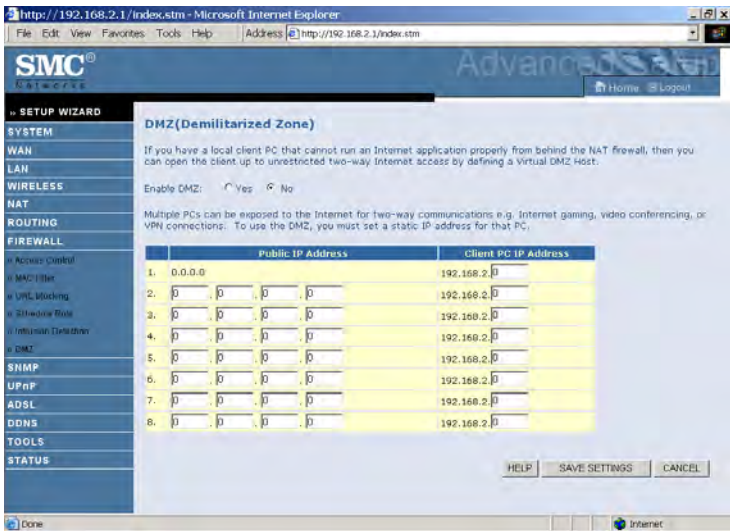 http://192.168.2.1/index.stm - Microsoft Internet Explorer
File Edit View Favorites Tools Help Address http://192.168.2.1/index.stm
SMC®
Networks
Advanced Setup
Home Logout
» SETUP WIZARD
SYSTEM
WAN
LAN
WIRELESS
NAT
ROUTING
FIREWALL
» Access Control
» MAC Filter
» URL Blocking
» Schedule Rule
» Intrusion Detection
» DMZ
SNMP
UPnP
ADSL
DDNS
TOOLS
STATUS
DMZ(Demilitarized Zone)
If you have a local client PC that cannot run an Internet application properly from behind the NAT firewall, then you
can open the client up to unrestricted two-way Internet access by defining a Virtual DMZ Host.
Enable DMZ: Yes No
Multiple PCs can be exposed to the Internet for two-way communications e.g. Internet gaming, video conferencing, or
VPN connections. To use the DMZ, you must set a static IP address for that PC.
Public IP Address Client PC IP Address
1. 0.0.0.0 192.168.2.0
2. 0 . 0 . 0 . 0 192.168.2.0
3. 0 . 0 . 0 . 0 192.168.2.0
4. 0 . 0 . 0 . 0 192.168.2.0
5. 0 . 0 . 0 . 0 192.168.2.0
6. 0 . 0 . 0 . 0 192.168.2.0
7. 0 . 0 . 0 . 0 192.168.2.0
8. 0 . 0 . 0 . 0 192.168.2.0
HELP SAVE SETTINGS CANCEL
Done Internet